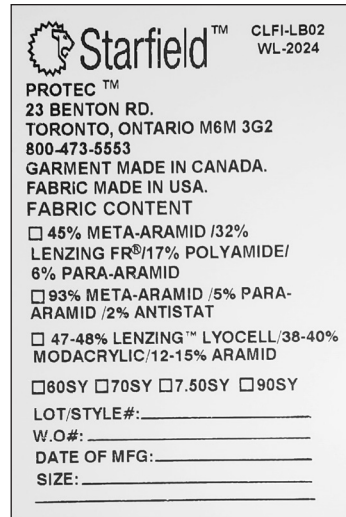 Starfield™
CLFI-LB02
WL-2024
PROTEC ™
23 BENTON RD.
TORONTO, ONTARIO M6M 3G2
800-473-5553
GARMENT MADE IN CANADA.
FABRiC MADE IN USA.
FABRIC CONTENT
☐ 45% META-ARAMID /32%
LENZING FR®/17% POLYAMIDE/
6% PARA-ARAMID
☐ 93% META-ARAMID /5% PARA-
ARAMID /2% ANTISTAT
☐ 47-48% LENZING™ LYOCELL/38-40%
MODACRYLIC/12-15% ARAMID
☐60SY ☐70SY ☐7.50SY ☐90SY
LOT/STYLE#:
W.O#:
DATE OF MFG:
SIZE: